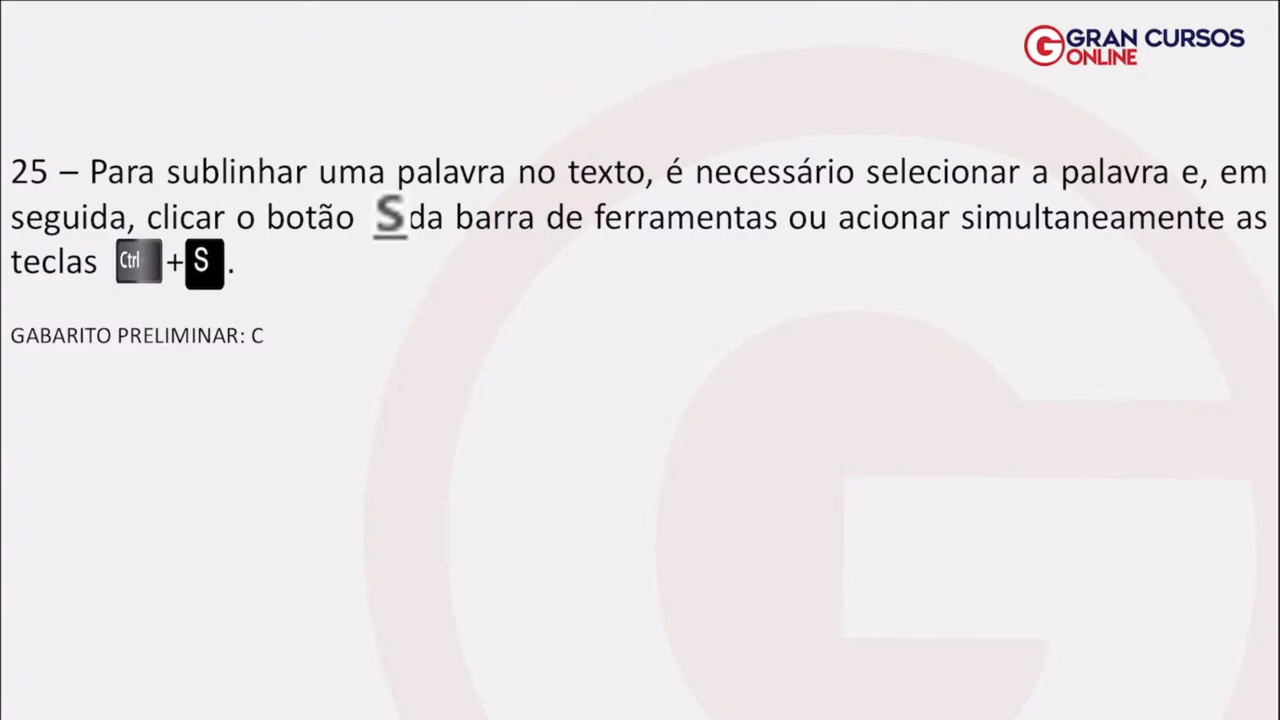 GRAN CURSOS
ONLINE
25 – Para sublinhar uma palavra no texto, é necessário selecionar a palavra e, em
seguida, clicar o botão S da barra de ferramentas ou acionar simultaneamente as
teclas Ctrl + S .
GABARITO PRELIMINAR: C